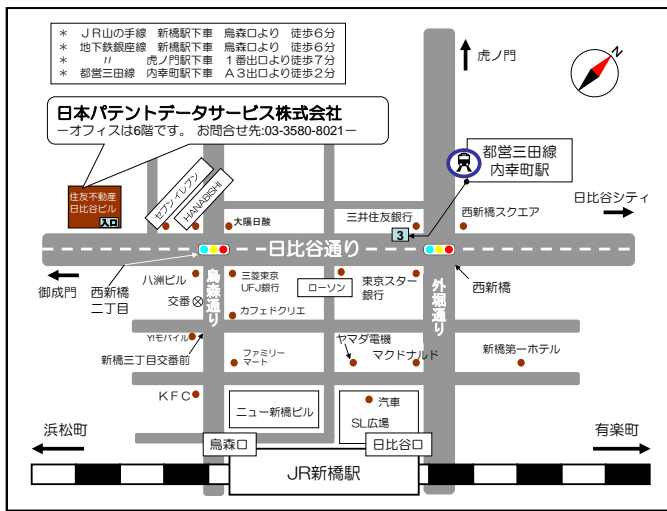 ＊ ＪＲ山の手線 新橋駅下車 烏森口より 徒歩６分
＊ 地下鉄銀座線 新橋駅下車 烏森口より 徒歩６分
＊ 〃 虎ノ門駅下車 １番出口より徒歩７分
＊ 都営三田線 内幸町駅下車 Ａ３出口より徒歩２分
虎ノ門
N
日本パテントデータサービス株式会社
－オフィスは6階です。 お問合せ先:03-3580-8021－
都営三田線
内幸町駅
住友不動産
日比谷ビル
入口
セブンイレブン
HANABISHI
大陽日酸
三井住友銀行
3
西新橋スクエア
日比谷シティ
日比谷通り
御成門
西新橋
二丁目
八洲ビル
交番
烏森通り
三菱東京
UFJ銀行
カフェドクリエ
ローソン
東京スター
銀行
外堀通り
西新橋
Y!モバイル
新橋三丁目交番前
ファミリー
マート
ヤマダ電機
マクドナルド
新橋第一ホテル
ＫＦＣ
ニュー新橋ビル
汽車
SL広場
浜松町
烏森口
日比谷口
有楽町
JR新橋駅